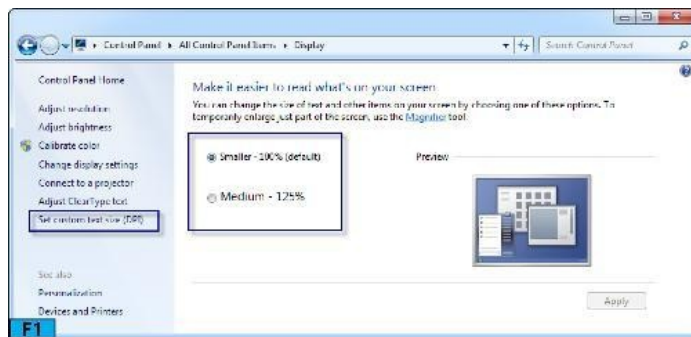 Control Panel ▸ All Control Panel Items ▸ Display
Search Control Panel
Control Panel Home
Adjust resolution
Adjust brightness
Calibrate color
Change display settings
Connect to a projector
Adjust ClearType text
Set custom text size (DPI)
See also
Personalization
Devices and Printers
Make it easier to read what's on your screen
You can change the size of text and other items on your screen by choosing one of these options. To
temporarily enlarge just part of the screen, use the Magnifier tool.
Smaller - 100% (default)
Medium - 125%
Preview
Apply
F1